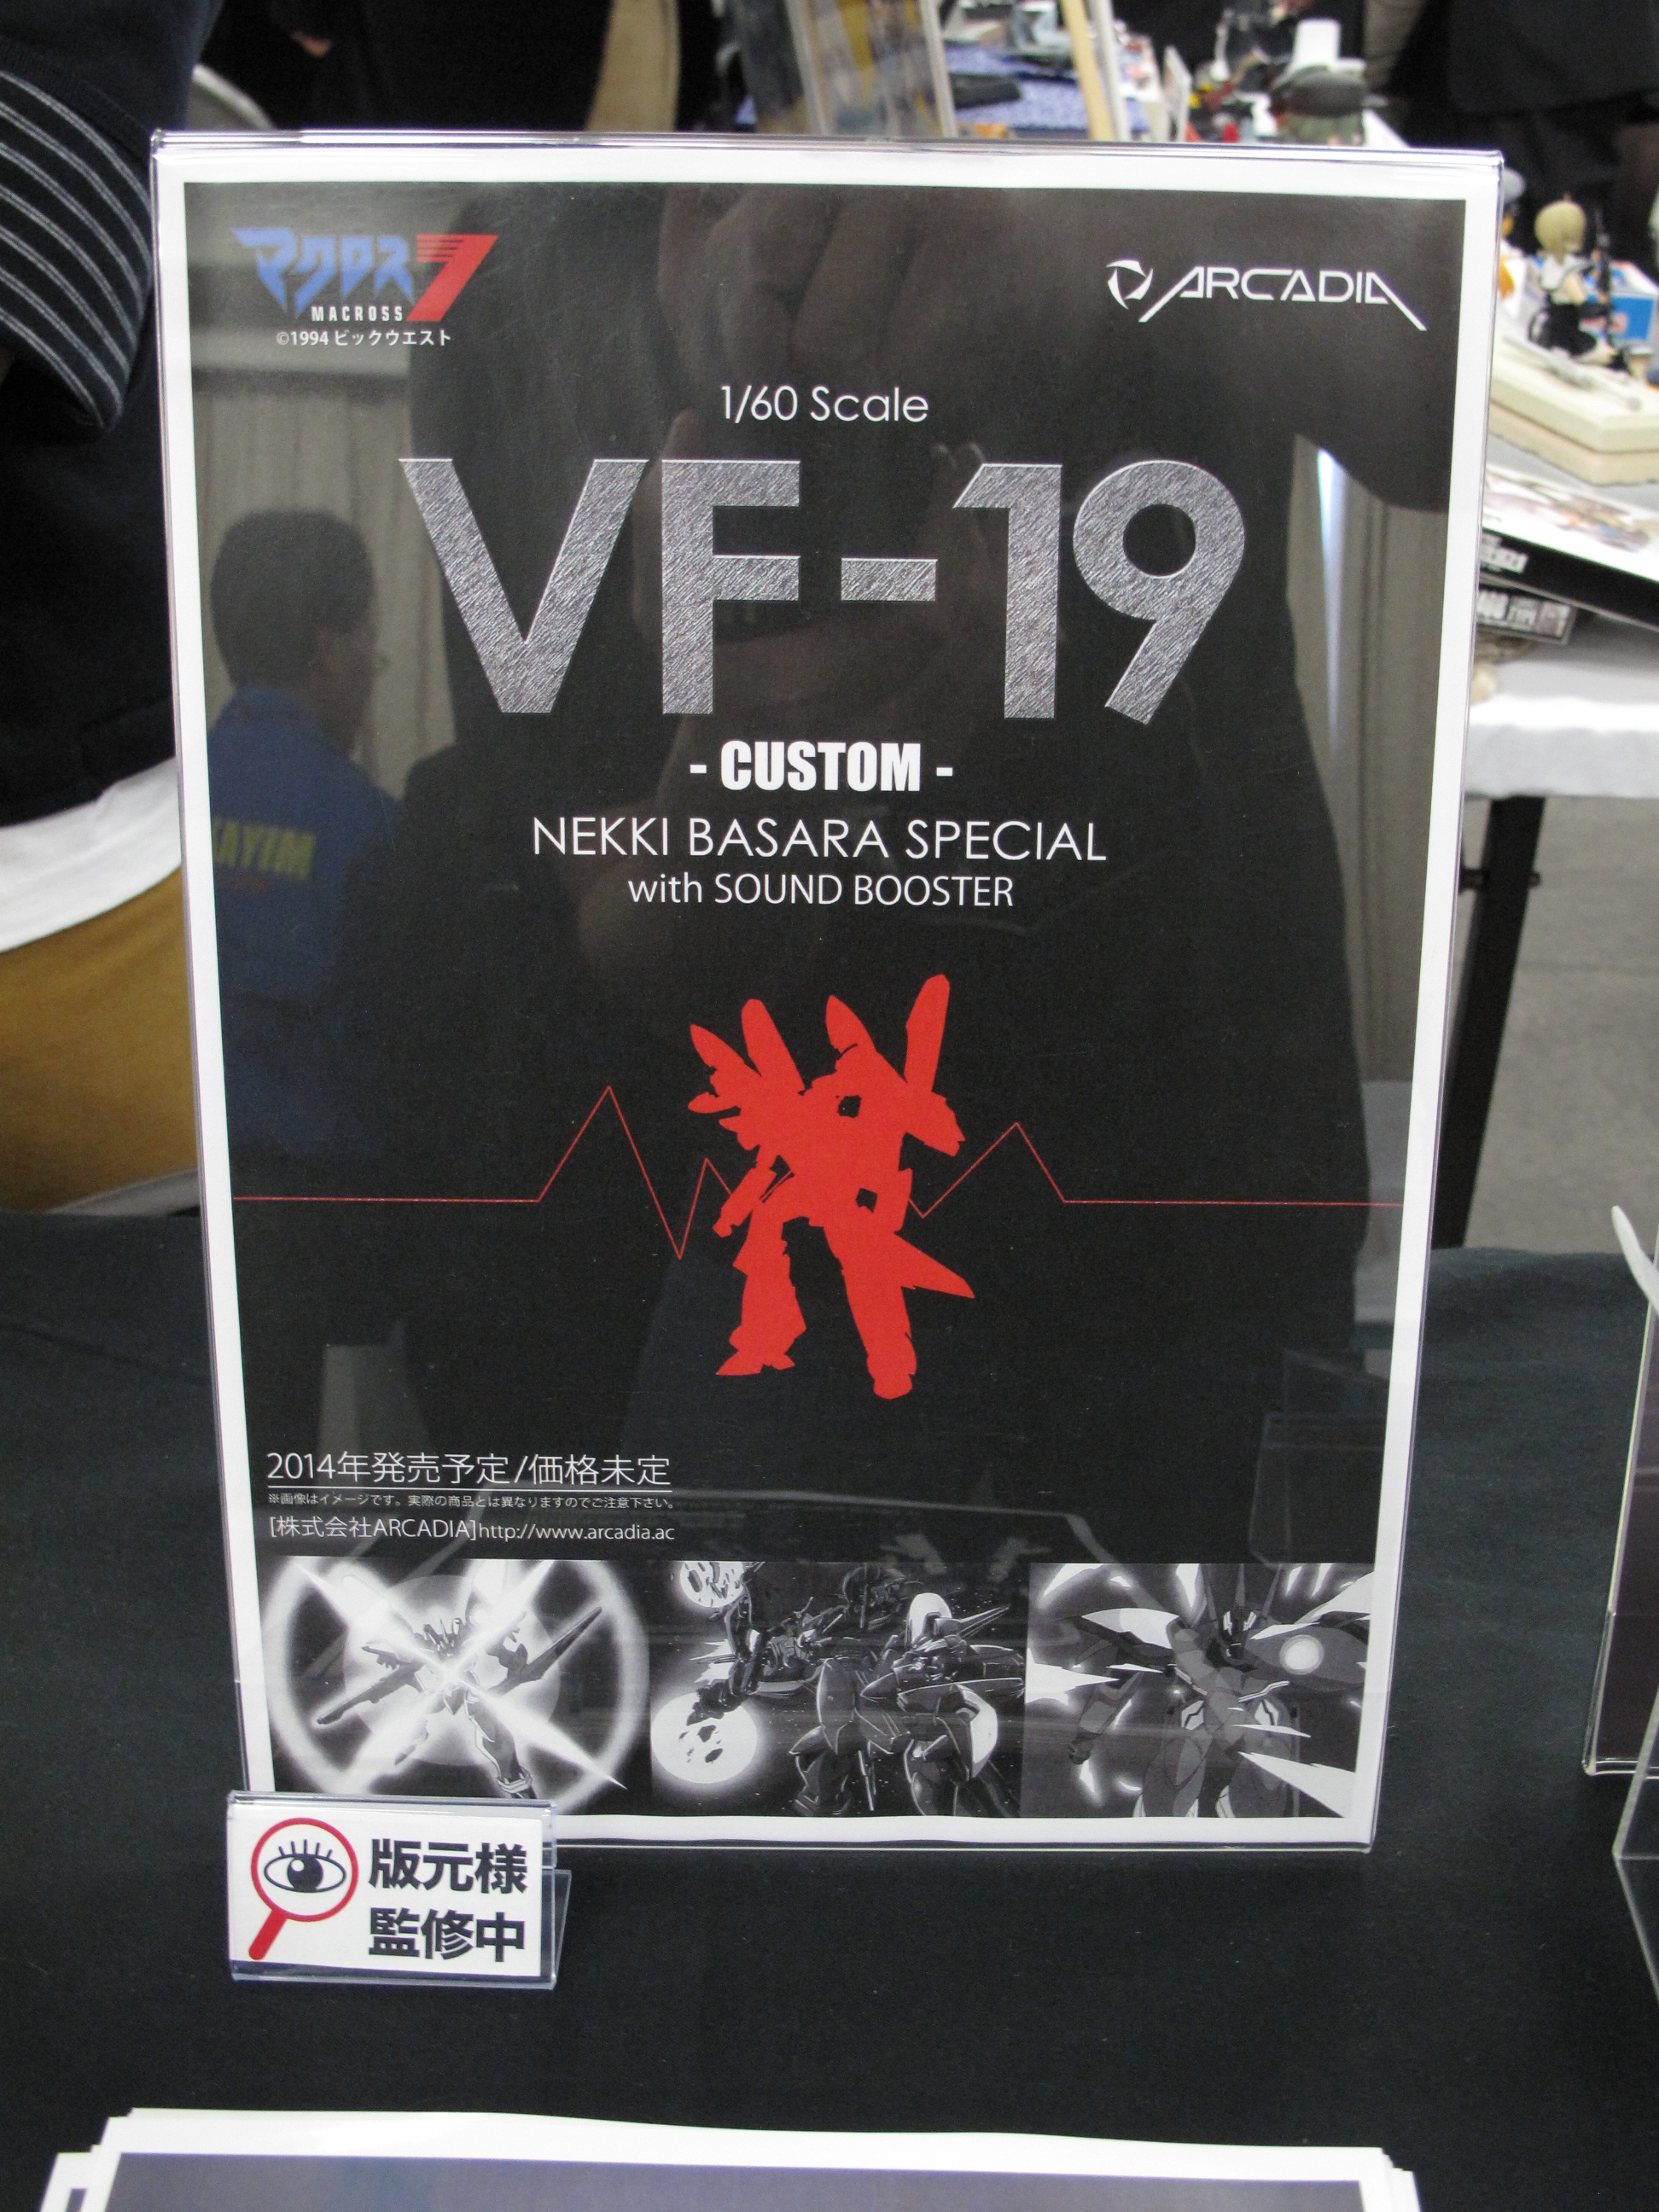 マクロス7
MACROSS
©1994 ビックウエスト
ARCADIA
1/60 Scale
VF-19
- CUSTOM -
NEKKI BASARA SPECIAL
with SOUND BOOSTER
2014年発売予定/価格未定
※画像はイメージです。実際の商品とは異なりますのでご注意下さい。
[株式会社ARCADIA]http://www.arcadia.ac
版元様
監修中